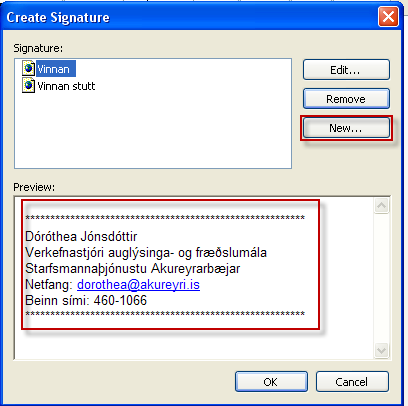 Create Signature
Signature:
Vinnan
Vinnan stutt
Edit...
Remove
New...
Preview:
********************************************************
Dóróthea Jónsdóttir
Verkefnastjóri auglýsinga- og fræðslumála
Starfsmannaþjónustu Akureyrarbæjar
Netfang: dorothea@akureyri.is
Beinn sími: 460-1066
********************************************************
OK
Cancel